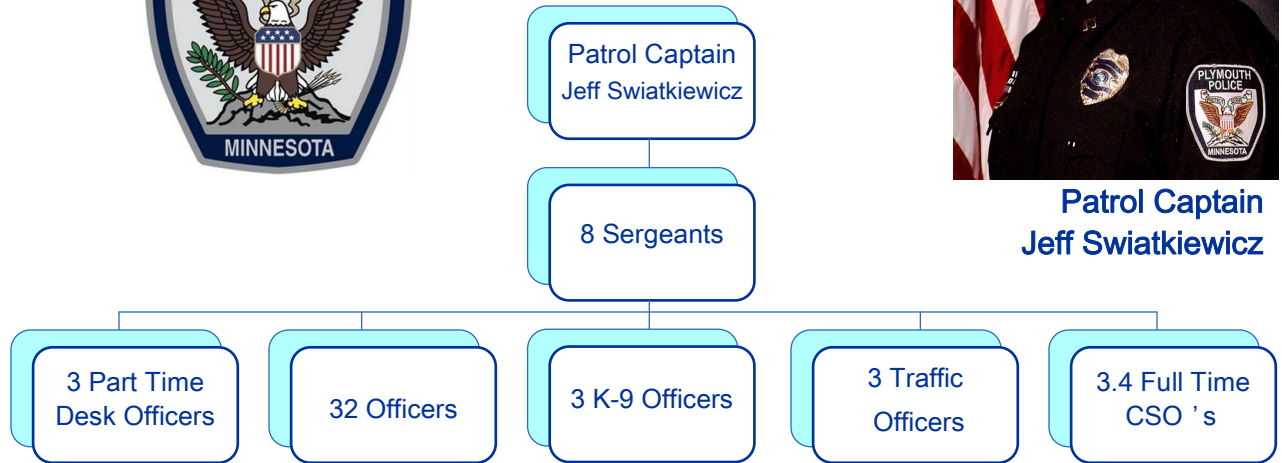 MINNESOTA
Patrol Captain
Jeff Swiatkiewicz
PLYMOUTH
POLICE
MINNESOTA
Patrol Captain
Jeff Swiatkiewicz
8 Sergeants
3 Part Time
Desk Officers
32 Officers
3 K-9 Officers
3 Traffic
Officers
3.4 Full Time
CSO ’ s